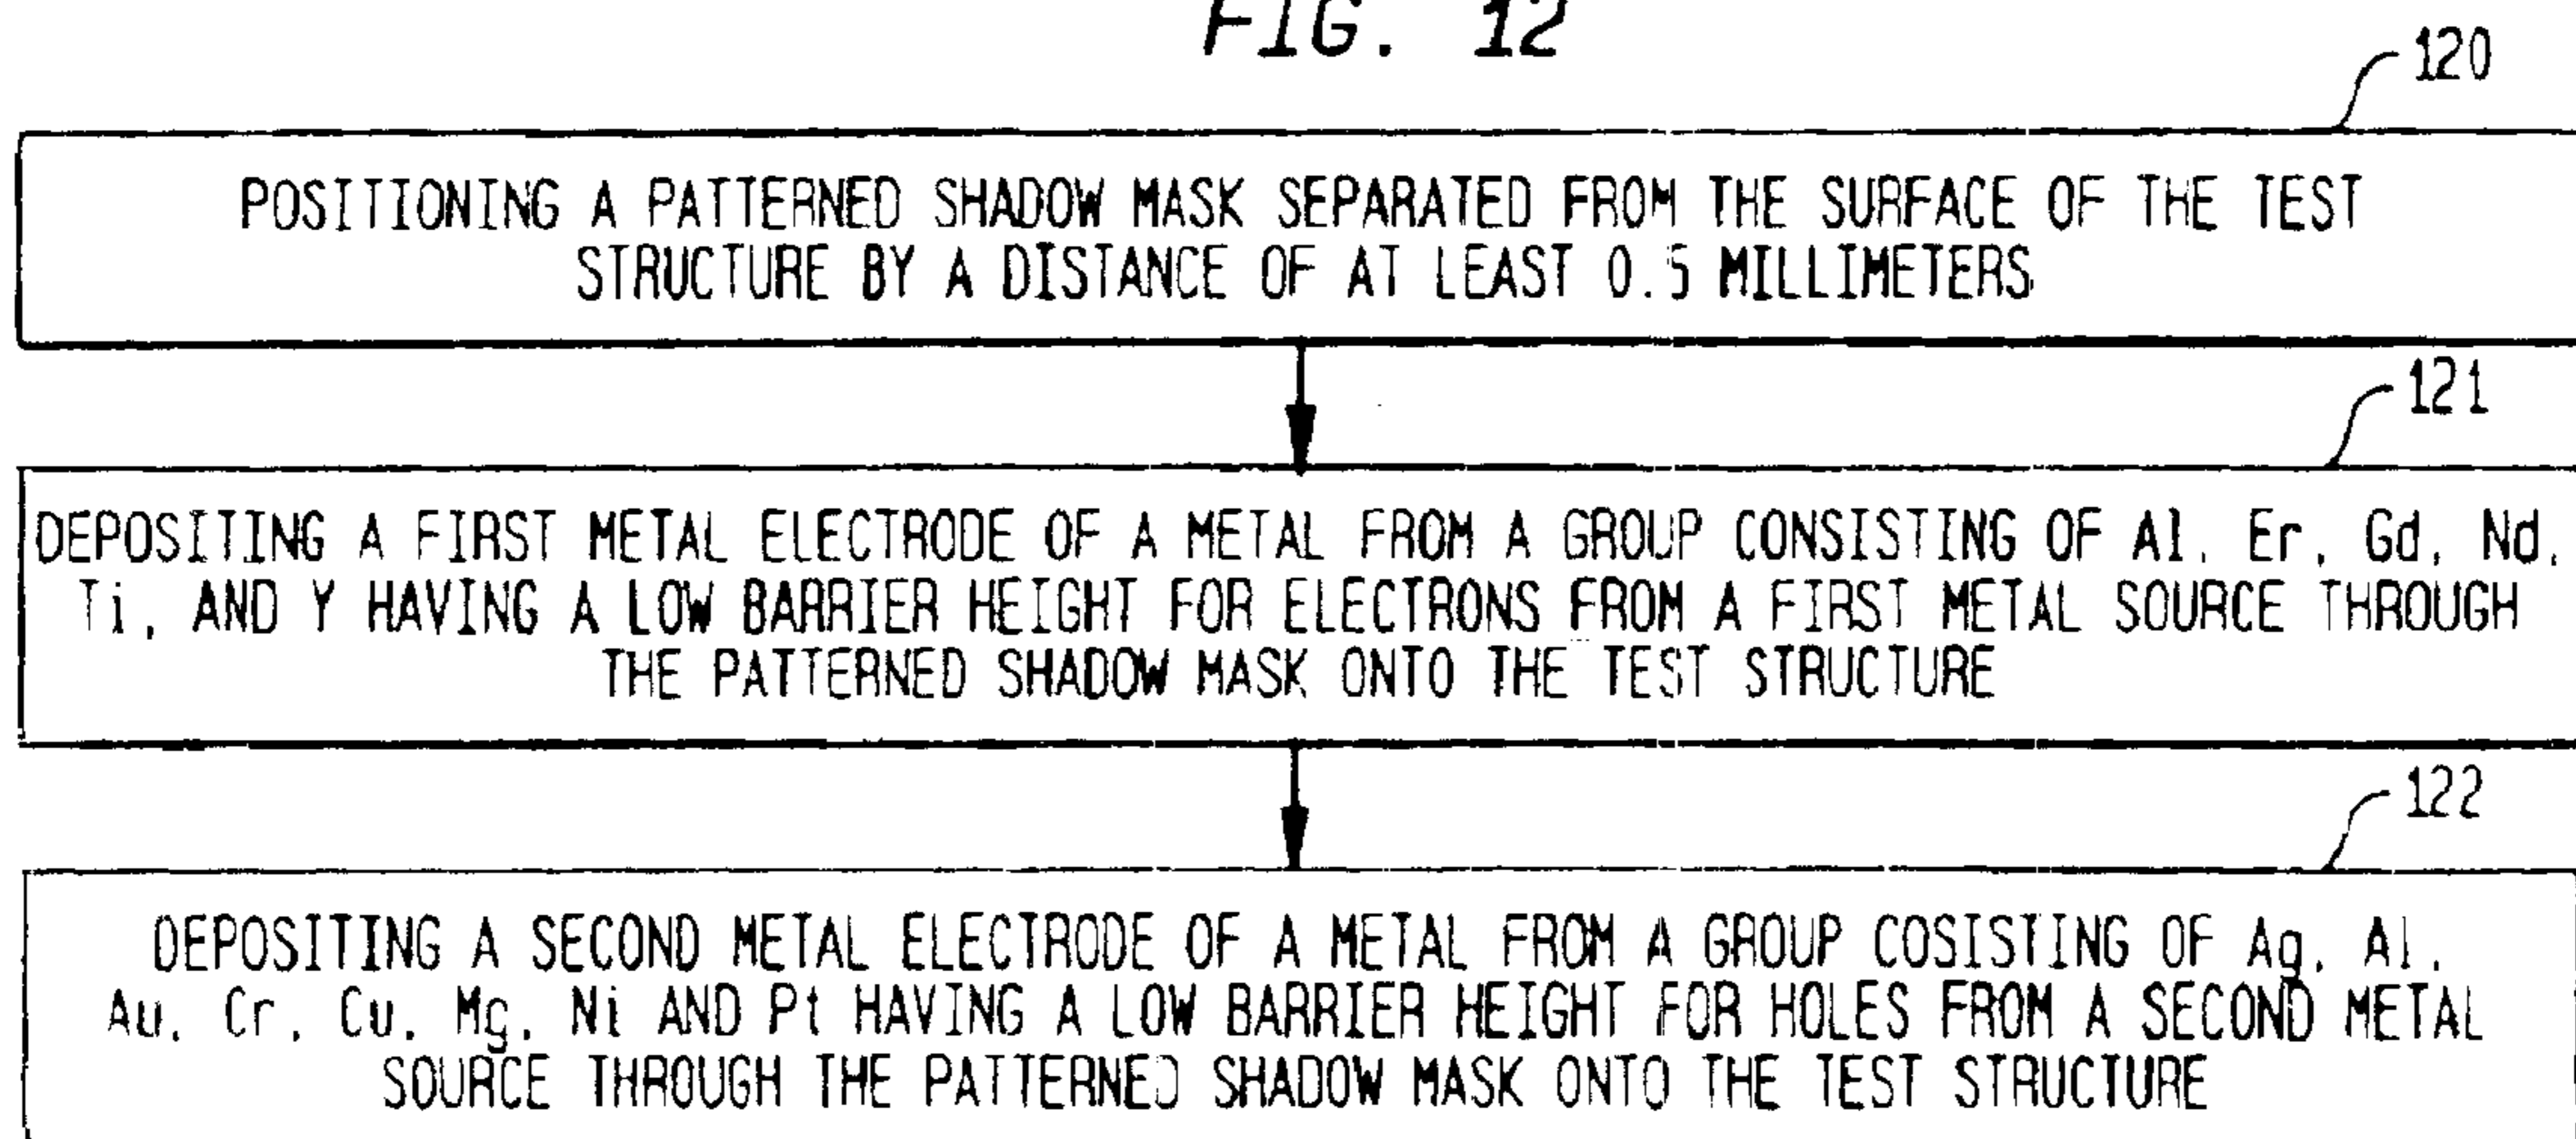 FIG. 12
120
POSITIONING A PATTERNED SHADOW MASK SEPARATED FROM THE SURFACE OF THE TEST
STRUCTURE BY A DISTANCE OF AT LEAST 0.5 MILLIMETERS
121
DEPOSITING A FIRST METAL ELECTRODE OF A METAL FROM A GROUP CONSISTING OF Al, Er, Gd, Nd,
Ti, AND Y HAVING A LOW BARRIER HEIGHT FOR ELECTRONS FROM A FIRST METAL SOURCE THROUGH
THE PATTERNED SHADOW MASK ONTO THE TEST STRUCTURE
122
DEPOSITING A SECOND METAL ELECTRODE OF A METAL FROM A GROUP COSISTING OF Ag, Al,
Au, Cr, Cu, Mg, Ni AND Pt HAVING A LOW BARRIER HEIGHT FOR HOLES FROM A SECOND METAL
SOURCE THROUGH THE PATTERNED SHADOW MASK ONTO THE TEST STRUCTURE